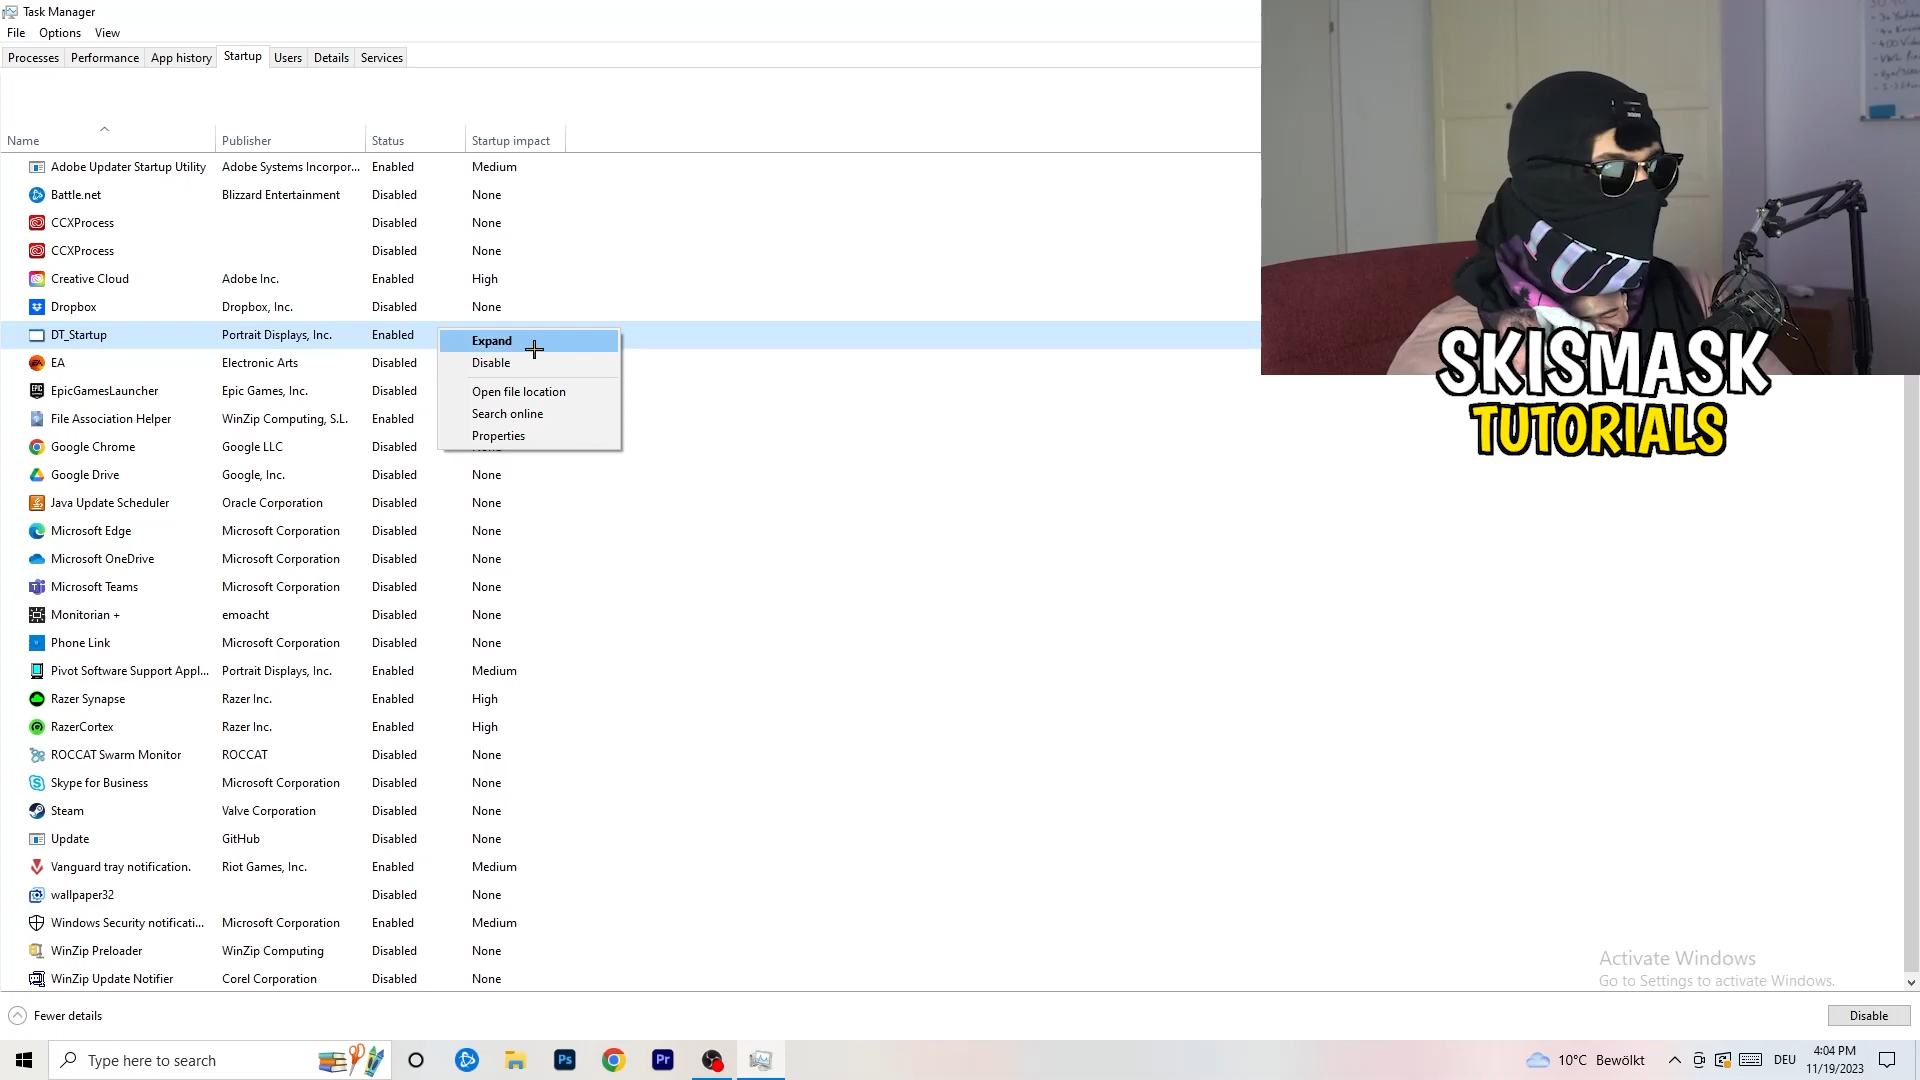 Task Manager
File Options View
Processes Performance App history Startup Users Details Services
Name Publisher Status Startup impact
Adobe Updater Startup Utility Adobe Systems Incorpor... Enabled Medium
Battle.net Blizzard Entertainment Disabled None
CCXProcess Disabled None
CCXProcess Disabled None
Creative Cloud Adobe Inc. Enabled High
Dropbox Dropbox, Inc. Disabled None
DT_Startup Portrait Displays, Inc. Enabled
EA Electronic Arts Disabled
EpicGamesLauncher Epic Games, Inc. Disabled
File Association Helper WinZip Computing, S.L. Enabled
Google Chrome Google LLC Disabled
Google Drive Google, Inc. Disabled None
Java Update Scheduler Oracle Corporation Disabled None
Microsoft Edge Microsoft Corporation Disabled None
Microsoft OneDrive Microsoft Corporation Disabled None
Microsoft Teams Microsoft Corporation Disabled None
Monitorian + emoacht Disabled None
Phone Link Microsoft Corporation Disabled None
Pivot Software Support Appl... Portrait Displays, Inc. Enabled Medium
Razer Synapse Razer Inc. Enabled High
RazerCortex Razer Inc. Enabled High
ROCCAT Swarm Monitor ROCCAT Disabled None
Skype for Business Microsoft Corporation Disabled None
Steam Valve Corporation Disabled None
Update GitHub Disabled None
Vanguard tray notification. Riot Games, Inc. Enabled Medium
wallpaper32 Disabled None
Windows Security notificati... Microsoft Corporation Enabled Medium
WinZip Preloader WinZip Computing Disabled None
WinZip Update Notifier Corel Corporation Disabled None
Expand
Disable
Open file location
Search online
Properties
SKISMASK
TUTORIALS
Activate Windows
Go to Settings to activate Windows.
Fewer details
Disable
Type here to search
Ps
Pr
10°C Bewölkt
DEU
4:04 PM
11/19/2023